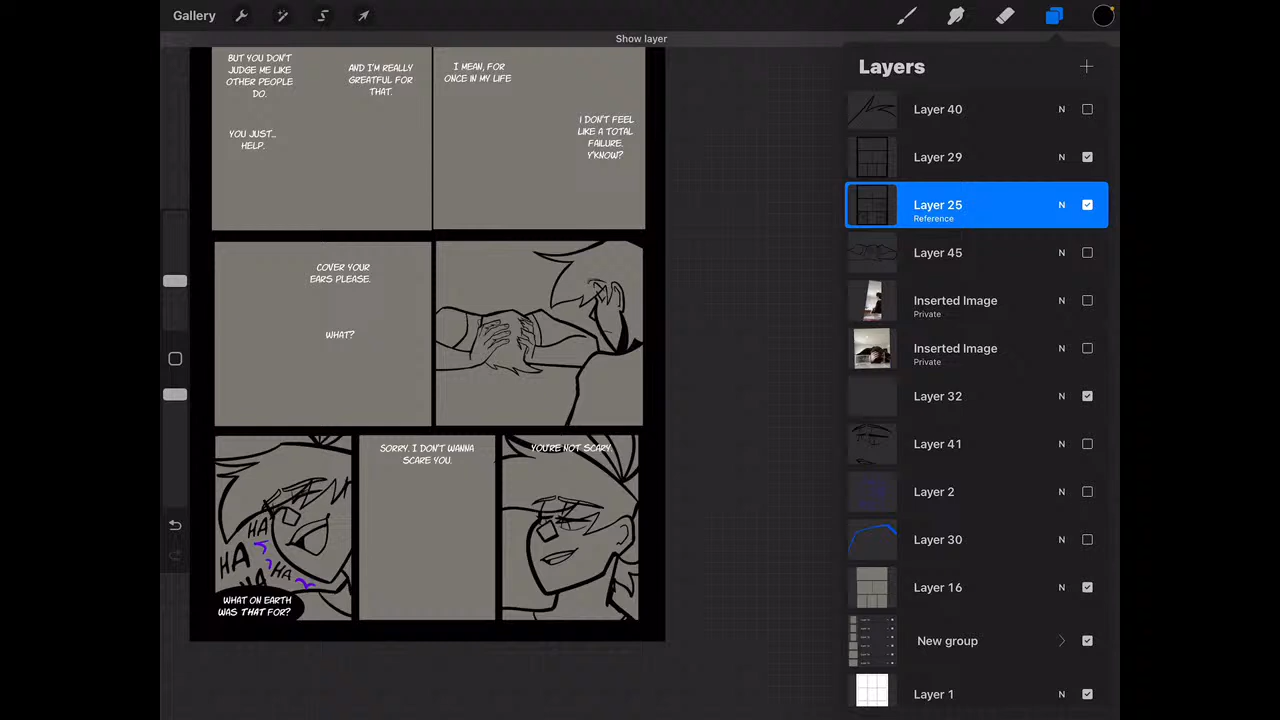 Gallery
Show layer
BUT YOU DON'T
JUDGE ME LIKE
OTHER PEOPLE
DO.
YOU JUST...
HELP.
AND I'M REALLY
GREATFUL FOR
THAT.
I MEAN, FOR
ONCE IN MY LIFE
I DON'T FEEL
LIKE A TOTAL
FAILURE.
Y'KNOW?
COVER YOUR
EARS PLEASE.
WHAT?
HA
HA
HA
HA
WHAT ON EARTH
WAS THAT FOR?
SORRY. I DON'T WANNA
SCARE YOU.
YOU'RE NOT SCARY.
Layers
Layer 40 N
Layer 29 N
Layer 25 N
Reference
Layer 45 N
Inserted Image N
Private
Inserted Image N
Private
Layer 32 N
Layer 41 N
Layer 2 N
Layer 30 N
Layer 16 N
New group
Layer 1 N